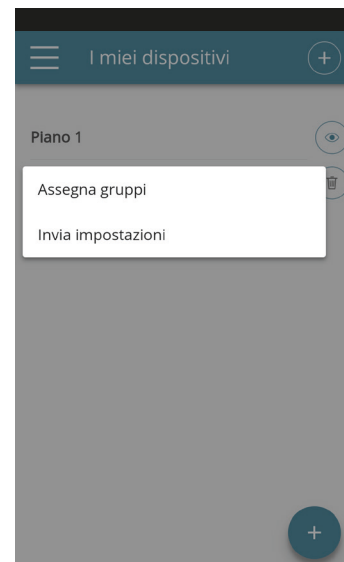 I miei dispositivi
Piano 1
Assegna gruppi
Invia impostazioni